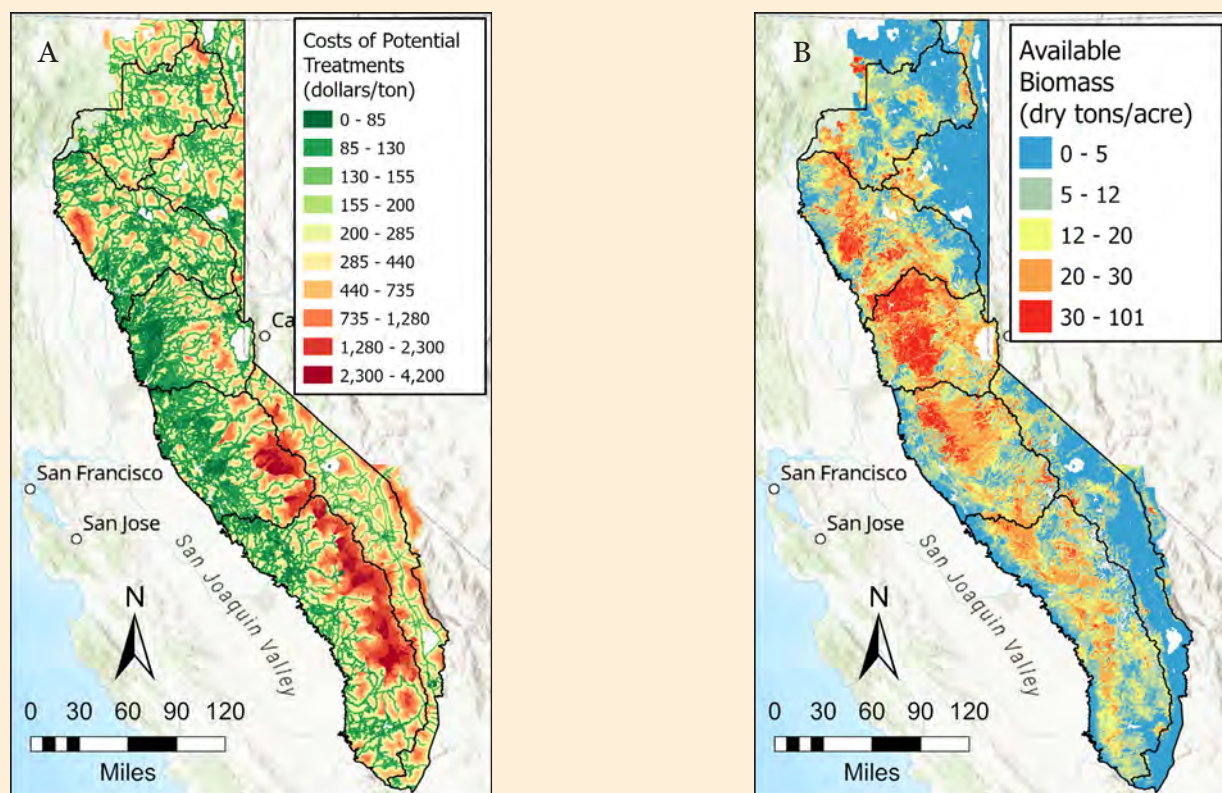 A
Costs of Potential
Treatments
(dollars/ton)
0 - 85
85 - 130
130 - 155
155 - 200
200 - 285
285 - 440
440 - 735
735 - 1,280
1,280 - 2,300
2,300 - 4,200
Ca
San Francisco
San Jose
San Joaquin Valley
N
0 30 60 90 120
Miles
B
Available
Biomass
(dry tons/acre)
0 - 5
5 - 12
12 - 20
20 - 30
30 - 101
San Francisco
San Jose
San Joaquin Valley
N
0 30 60 90 120
Miles